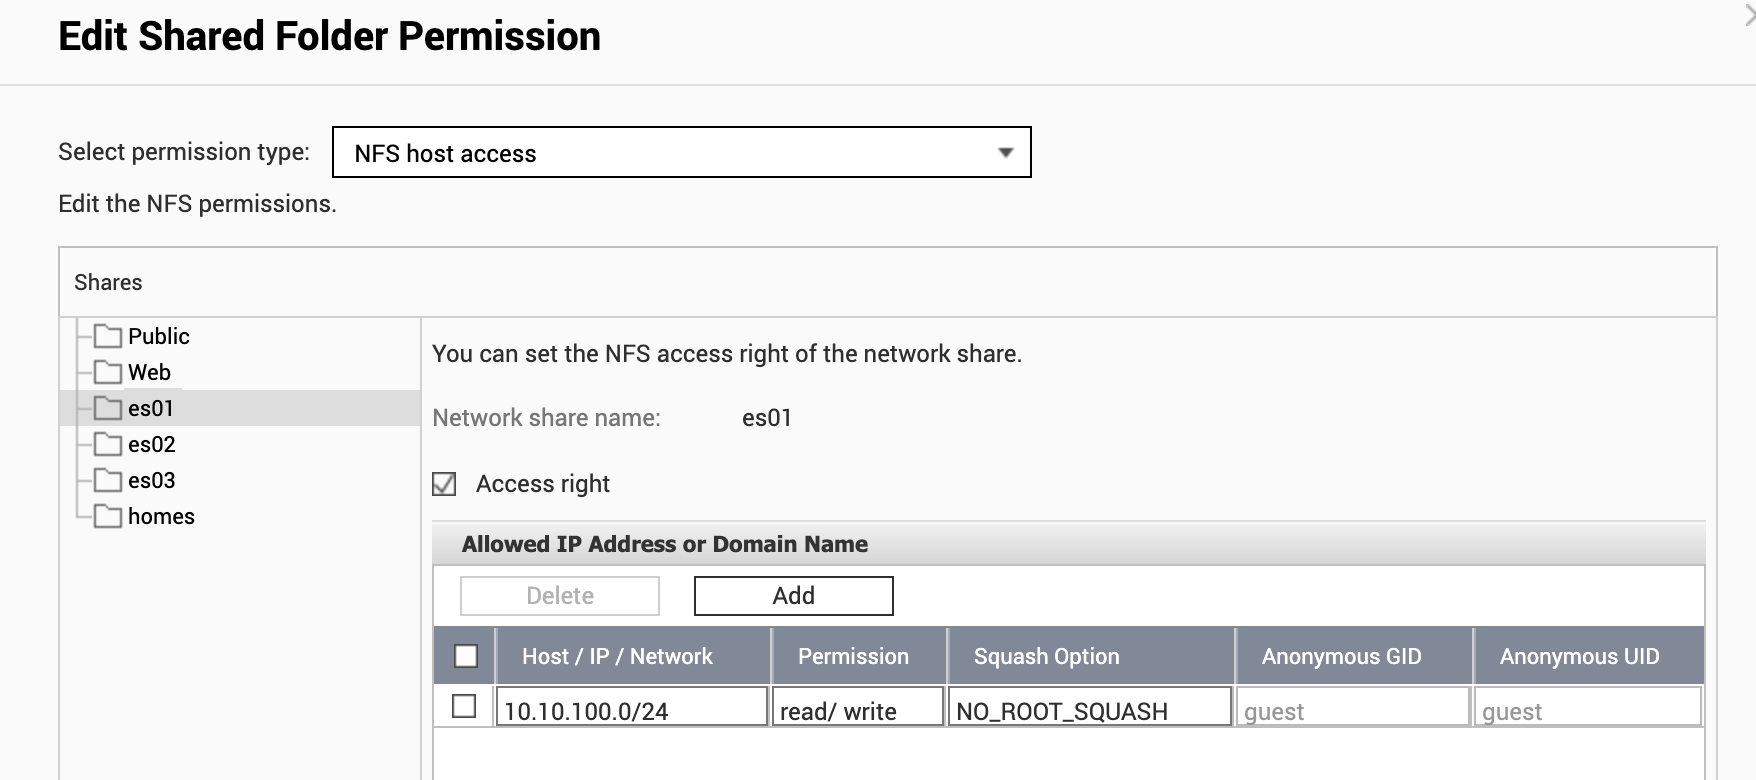 Edit Shared Folder Permission
Select permission type: NFS host access
Edit the NFS permissions.
Shares
Public
Web
es01
es02
es03
homes
You can set the NFS access right of the network share.
Network share name: es01
Access right
Allowed IP Address or Domain Name
Delete Add
Host / IP / Network Permission Squash Option Anonymous GID Anonymous UID
10.10.100.0/24 read/ write NO_ROOT_SQUASH guest guest